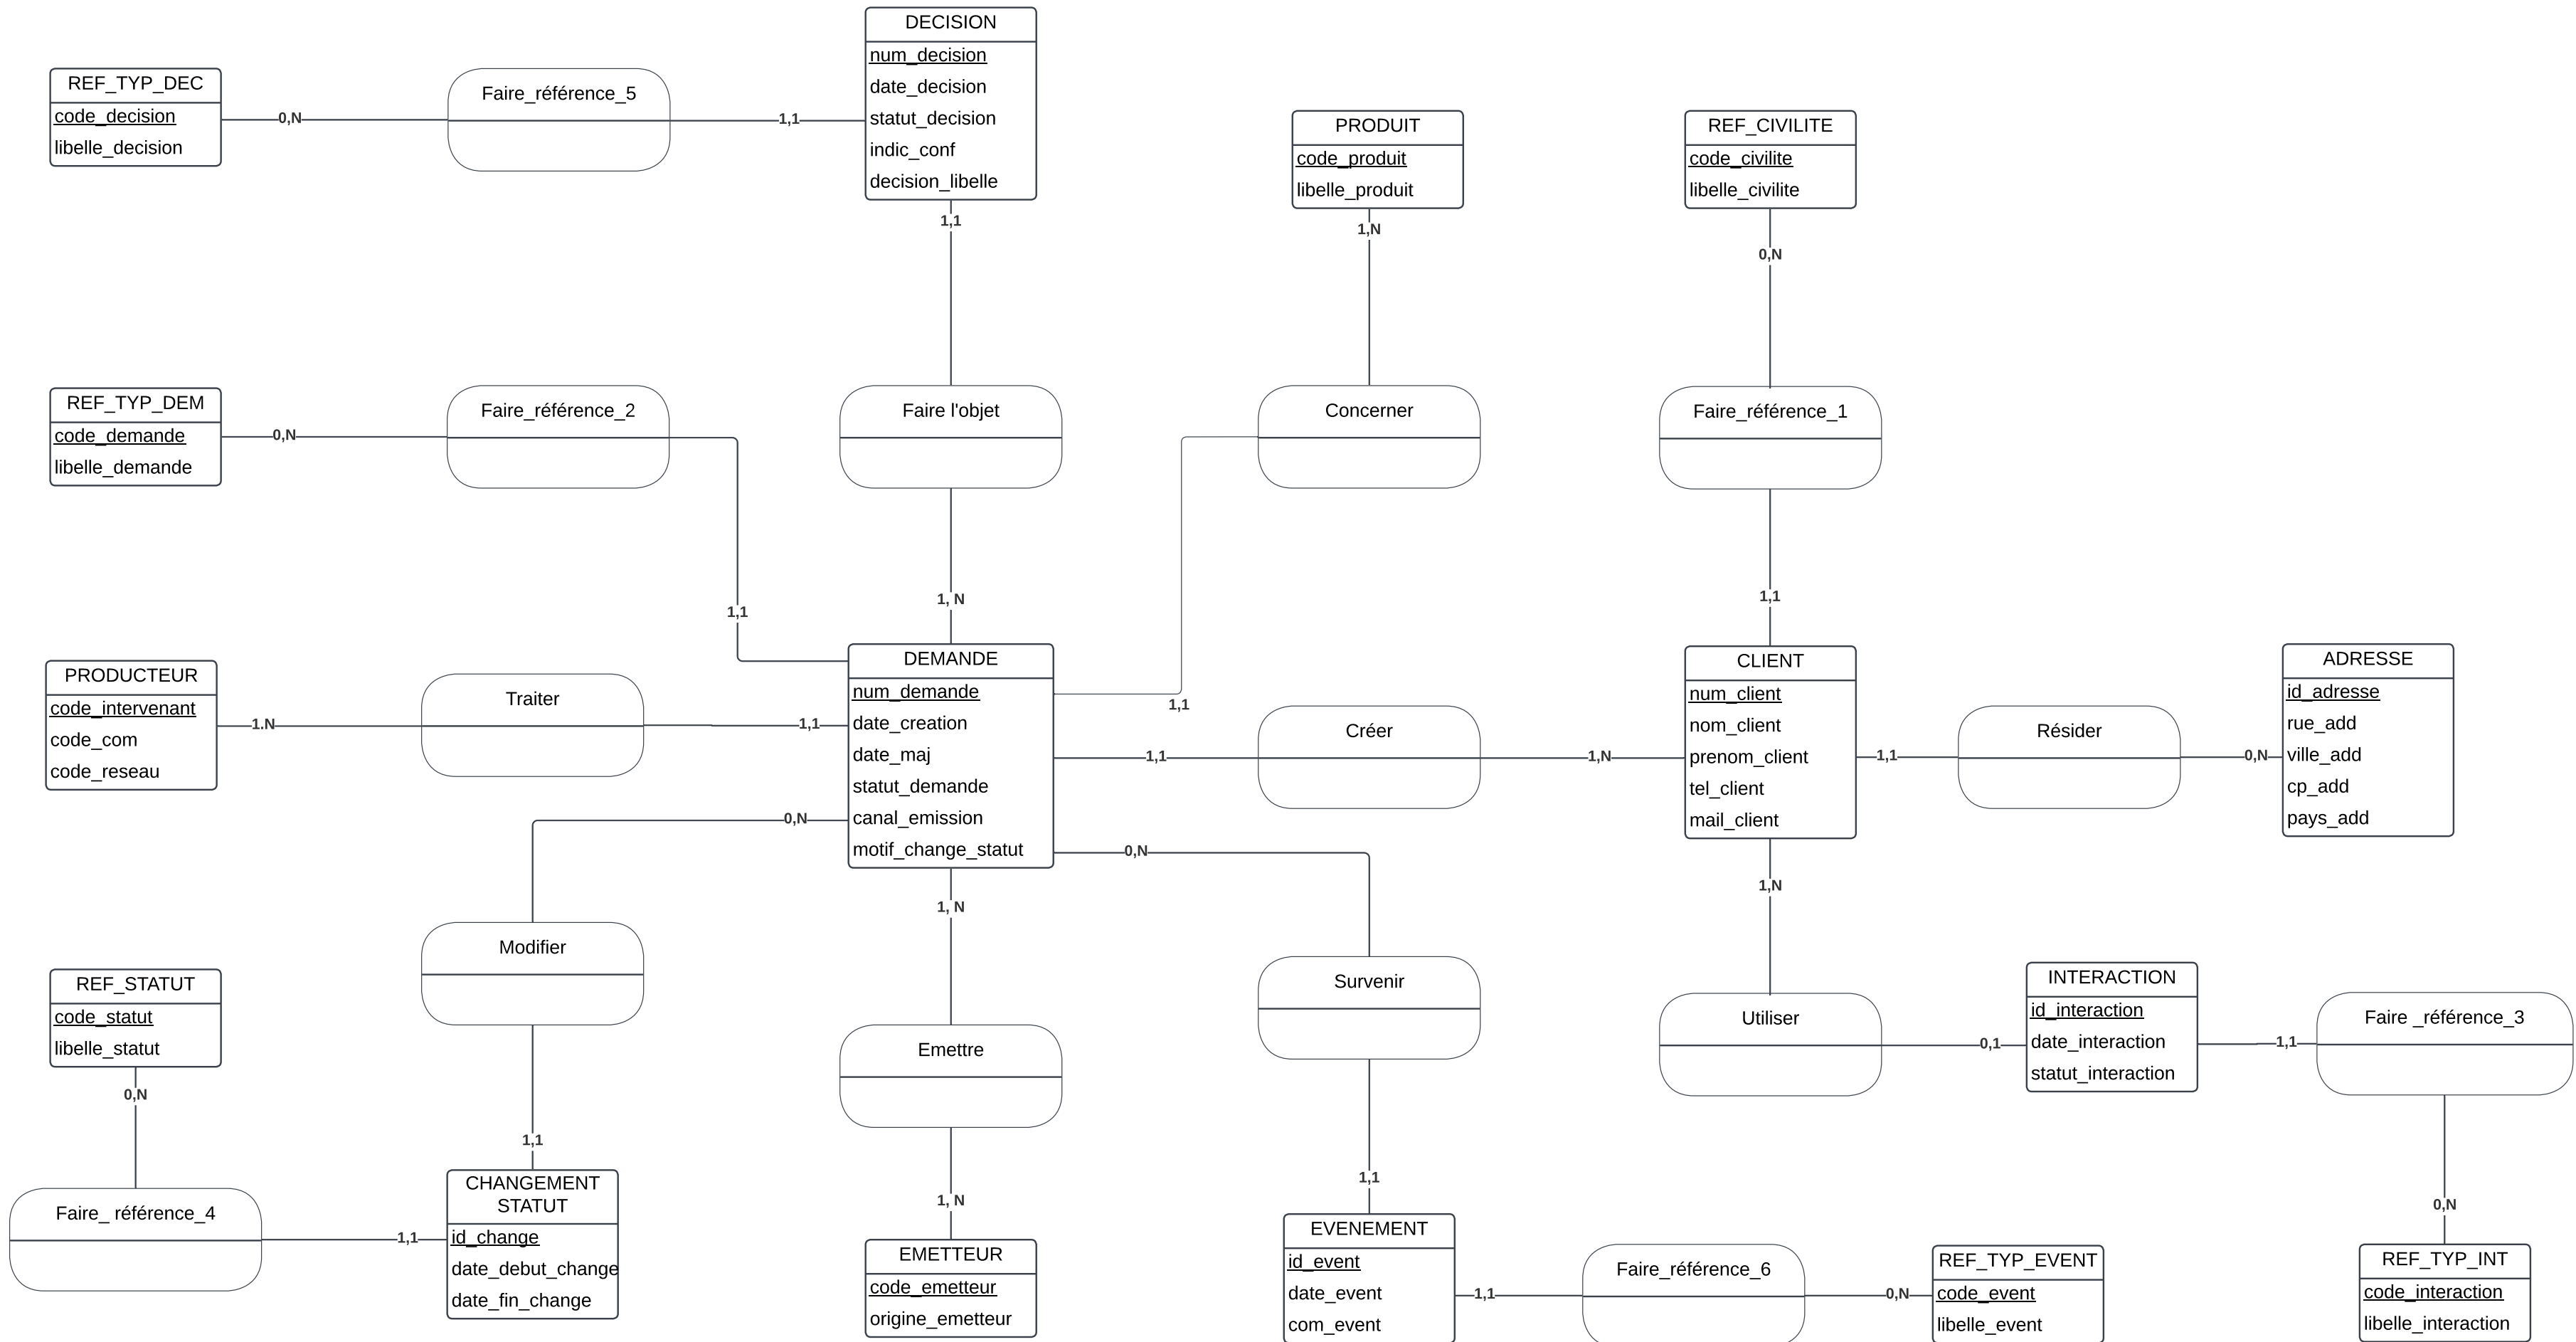 DECISION
num_decision
date_decision
statut_decision
indic_conf
decision_libelle
REF_TYP_DEC
code_decision
libelle_decision
0,N
Faire_référence_5
1,1
1,1
PRODUIT
code_produit
libelle_produit
1,N
REF_CIVILITE
code_civilite
libelle_civilite
0,N
REF_TYP_DEM
code_demande
libelle_demande
0,N
Faire_référence_2
1,1
Faire l'objet
1, N
Concerner
1,1
Faire_référence_1
1,1
PRODUCTEUR
code_intervenant
code_com
code_reseau
1.N
Traiter
1,1
DEMANDE
num_demande
date_creation
date_maj
statut_demande
canal_emission
motif_change_statut
1,1
Créer
1,N
CLIENT
num_client
nom_client
prenom_client
tel_client
mail_client
1,1
Résider
0,N
ADRESSE
id_adresse
rue_add
ville_add
cp_add
pays_add
0,N
0,N
1, N
1,N
Modifier
1,1
Emettre
1, N
Survenir
1,1
Utiliser
0,1
INTERACTION
id_interaction
date_interaction
statut_interaction
1,1
Faire _référence_3
0,N
REF_STATUT
code_statut
libelle_statut
0,N
Faire_ référence_4
1,1
CHANGEMENT
STATUT
id_change
date_debut_change
date_fin_change
EMETTEUR
code_emetteur
origine_emetteur
EVENEMENT
id_event
date_event
com_event
1,1
Faire_référence_6
0,N
REF_TYP_EVENT
code_event
libelle_event
REF_TYP_INT
code_interaction
libelle_interaction